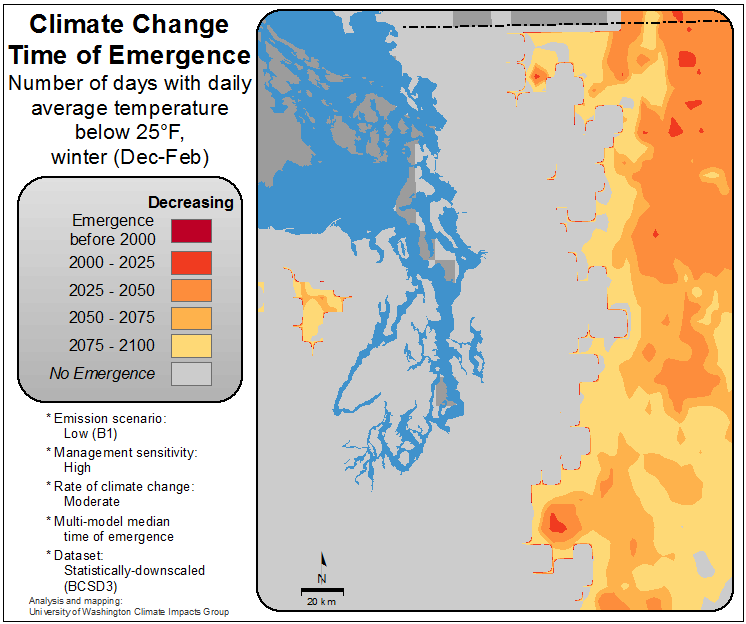 Climate Change
Time of Emergence
Number of days with daily
average temperature
below 25°F,
winter (Dec-Feb)
Decreasing
Emergence
before 2000
2000 - 2025
2025 - 2050
2050 - 2075
2075 - 2100
No Emergence
* Emission scenario:
Low (B1)
* Management sensitivity:
High
* Rate of climate change:
Moderate
* Multi-model median
time of emergence
* Dataset:
Statistically-downscaled
(BCSD3)
Analysis and mapping:
University of Washington Climate Impacts Group
N
20 km